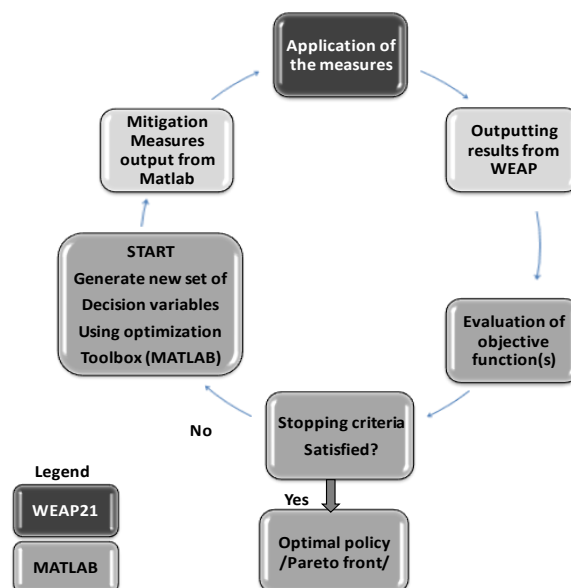 Application of
the measures
Outputting
results from
WEAP
Evaluation of
objective
function(s)
Stopping criteria
Satisfied?
No
Yes
Optimal policy
/Pareto front/
START
Generate new set of
Decision variables
Using optimization
Toolbox (MATLAB)
Mitigation
Measures
output from
Matlab
Legend
WEAP21
MATLAB